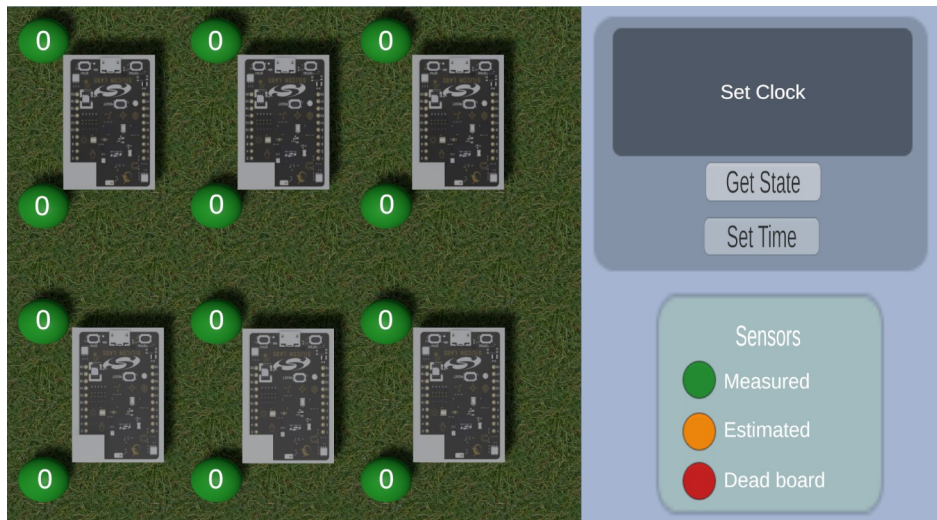 0 0 0
0 0 0
0 0 0
0 0 0
Set Clock
Get State
Set Time
Sensors
Measured
Estimated
Dead board